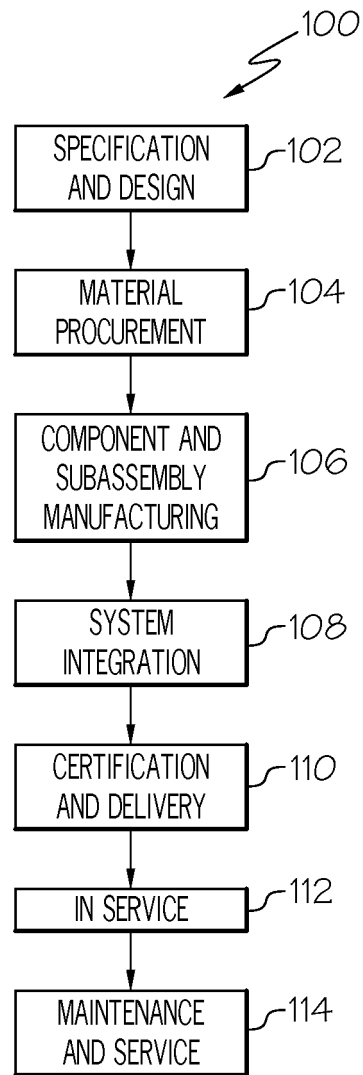 100
SPECIFICATION
AND DESIGN
102
MATERIAL
PROCUREMENT
104
COMPONENT AND
SUBASSEMBLY
MANUFACTURING
106
SYSTEM
INTEGRATION
108
CERTIFICATION
AND DELIVERY
110
IN SERVICE
112
MAINTENANCE
AND SERVICE
114